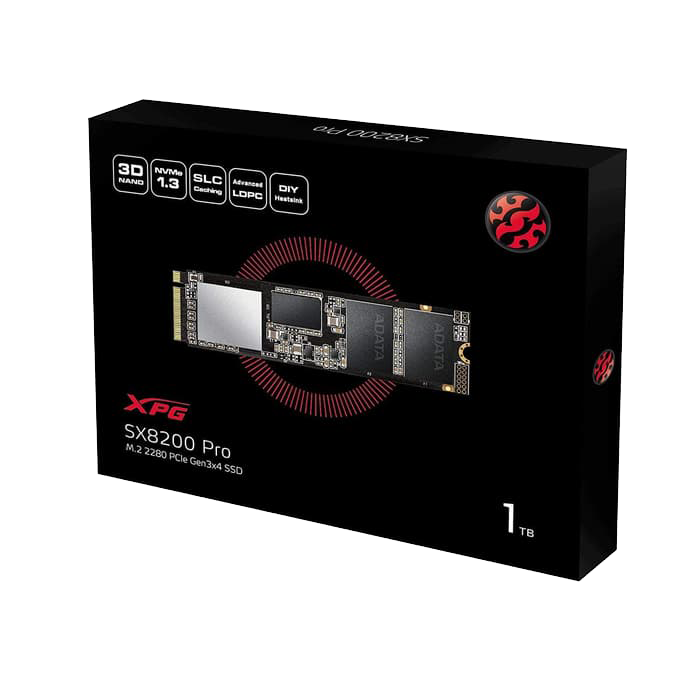 SX8200 Pro
3D
NAND
NVMe
1.3
SLC
Caching
Advanced
LDPC
DIY
Heatsink
ADATA
ADATA
XPG
SX8200 Pro
M.2 2280 PCIe Gen3x4 SSD
1 TB